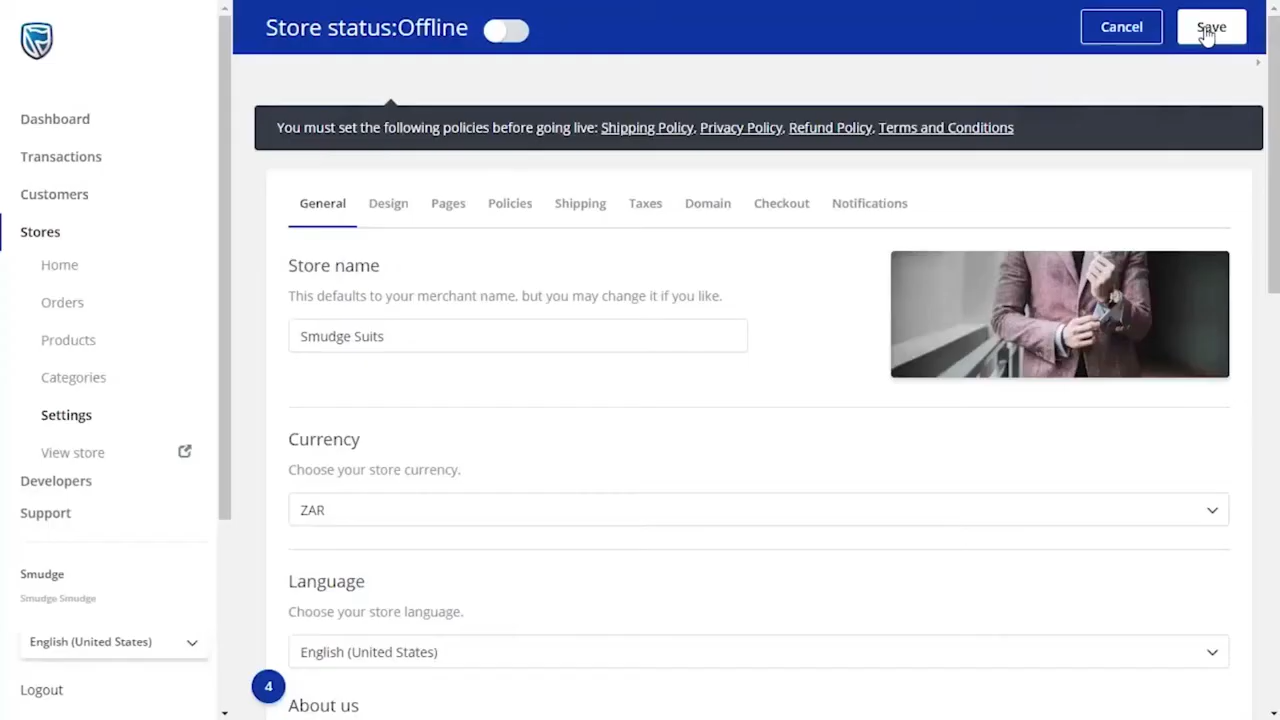 Store status:Offline
Cancel
Save
Dashboard
Transactions
Customers
Stores
Home
Orders
Products
Categories
Settings
View store
Developers
Support
Smudge
Smudge Smudge
English (United States)
Logout
You must set the following policies before going live: Shipping Policy, Privacy Policy, Refund Policy, Terms and Conditions
General Design Pages Policies Shipping Taxes Domain Checkout Notifications
Store name
This defaults to your merchant name, but you may change it if you like.
Smudge Suits
Currency
Choose your store currency.
ZAR
Language
Choose your store language.
English (United States)
4
About us